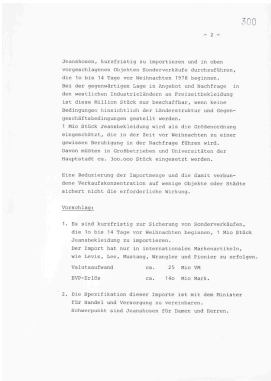 300
- 2 -
Jeanshosen, kurzfristig zu importieren und in oben
vorgeschlagenen Objekten Sonderverkäufe durchzuführen,
die 10 bis 14 Tage vor Weihnachten 1978 beginnen.
Bei der gegenwärtigen Lage in Angebot und Nachfrage in
den westlichen Industrieländern an Freizeitbekleidung
ist diese Million Stück nur beschaffbar, wenn keine
Bedingungen hinsichtlich der Länderstruktur und Gegen-
geschäftsbedingungen gestellt werden.
1 Mio Stück Jeansbekleidung wird als die Größenordnung
eingeschätzt, die in der Zeit vor Weihnachten zu einer
gewissen Beruhigung in der Nachfrage führen wird.
Davon müßten in Großbetrieben und Universitäten der
Hauptstadt ca. 300.000 Stück eingesetzt werden.
Eine Reduzierung der Importmenge und die damit verbun-
dene Verkaufskonzentration auf wenige Objekte oder Städte
sichert nicht die erforderliche Wirkung.
Vorschlag:
1. Es sind kurzfristig zur Sicherung von Sonderverkäufen,
die 10 bis 14 Tage vor Weihnachten beginnen, 1 Mio Stück
Jeansbekleidung zu importieren.
Der Import hat nur in internationalen Markenartikeln,
wie Levis, Lee, Mustang, Wrangler und Pionier zu erfolgen.
Valutaaufwand ca. 25 Mio VM
EVP-Erlös ca. 140 Mio Mark.
2. Die Spezifikation dieser Importe ist mit dem Minister
für Handel und Versorgung zu vereinbaren.
Schwerpunkt sind Jeanshosen für Damen und Herren.